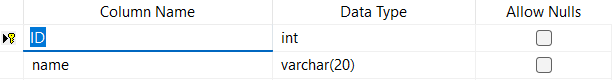 Column Name Data Type Allow Nulls
ID int
name varchar(20)